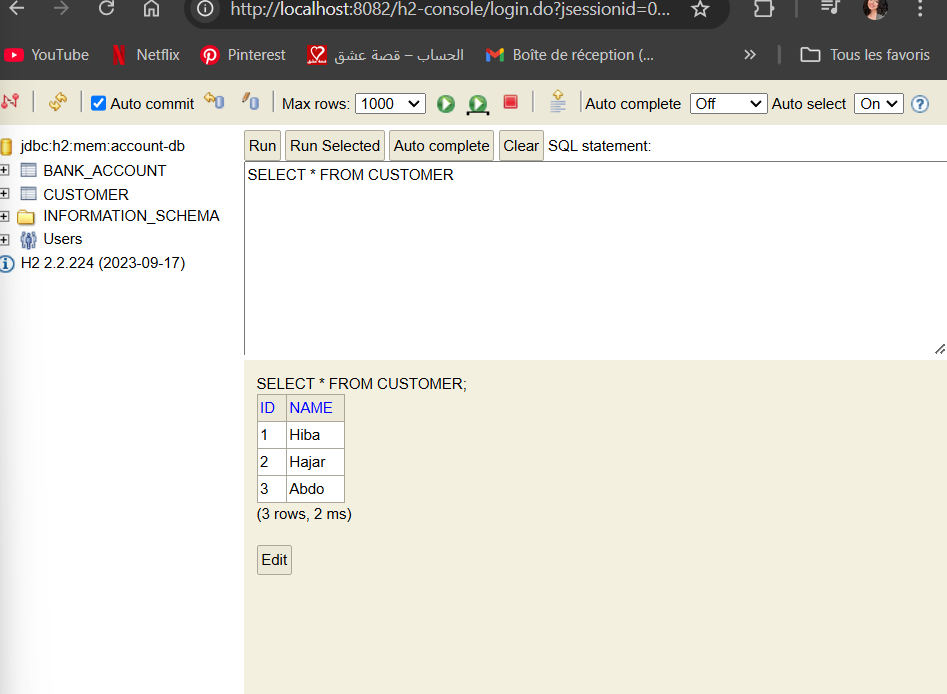 http://localhost:8082/h2-console/login.do?jsessionid=0...
YouTube Netflix Pinterest الحساب – قصة عشق Boîte de réception (... » Tous les favoris
Auto commit Max rows: 1000 Auto complete Off Auto select On
jdbc:h2:mem:account-db
BANK_ACCOUNT
CUSTOMER
INFORMATION_SCHEMA
Users
H2 2.2.224 (2023-09-17)
Run Run Selected Auto complete Clear SQL statement:
SELECT * FROM CUSTOMER
SELECT * FROM CUSTOMER;
ID NAME
1 Hiba
2 Hajar
3 Abdo
(3 rows, 2 ms)
Edit